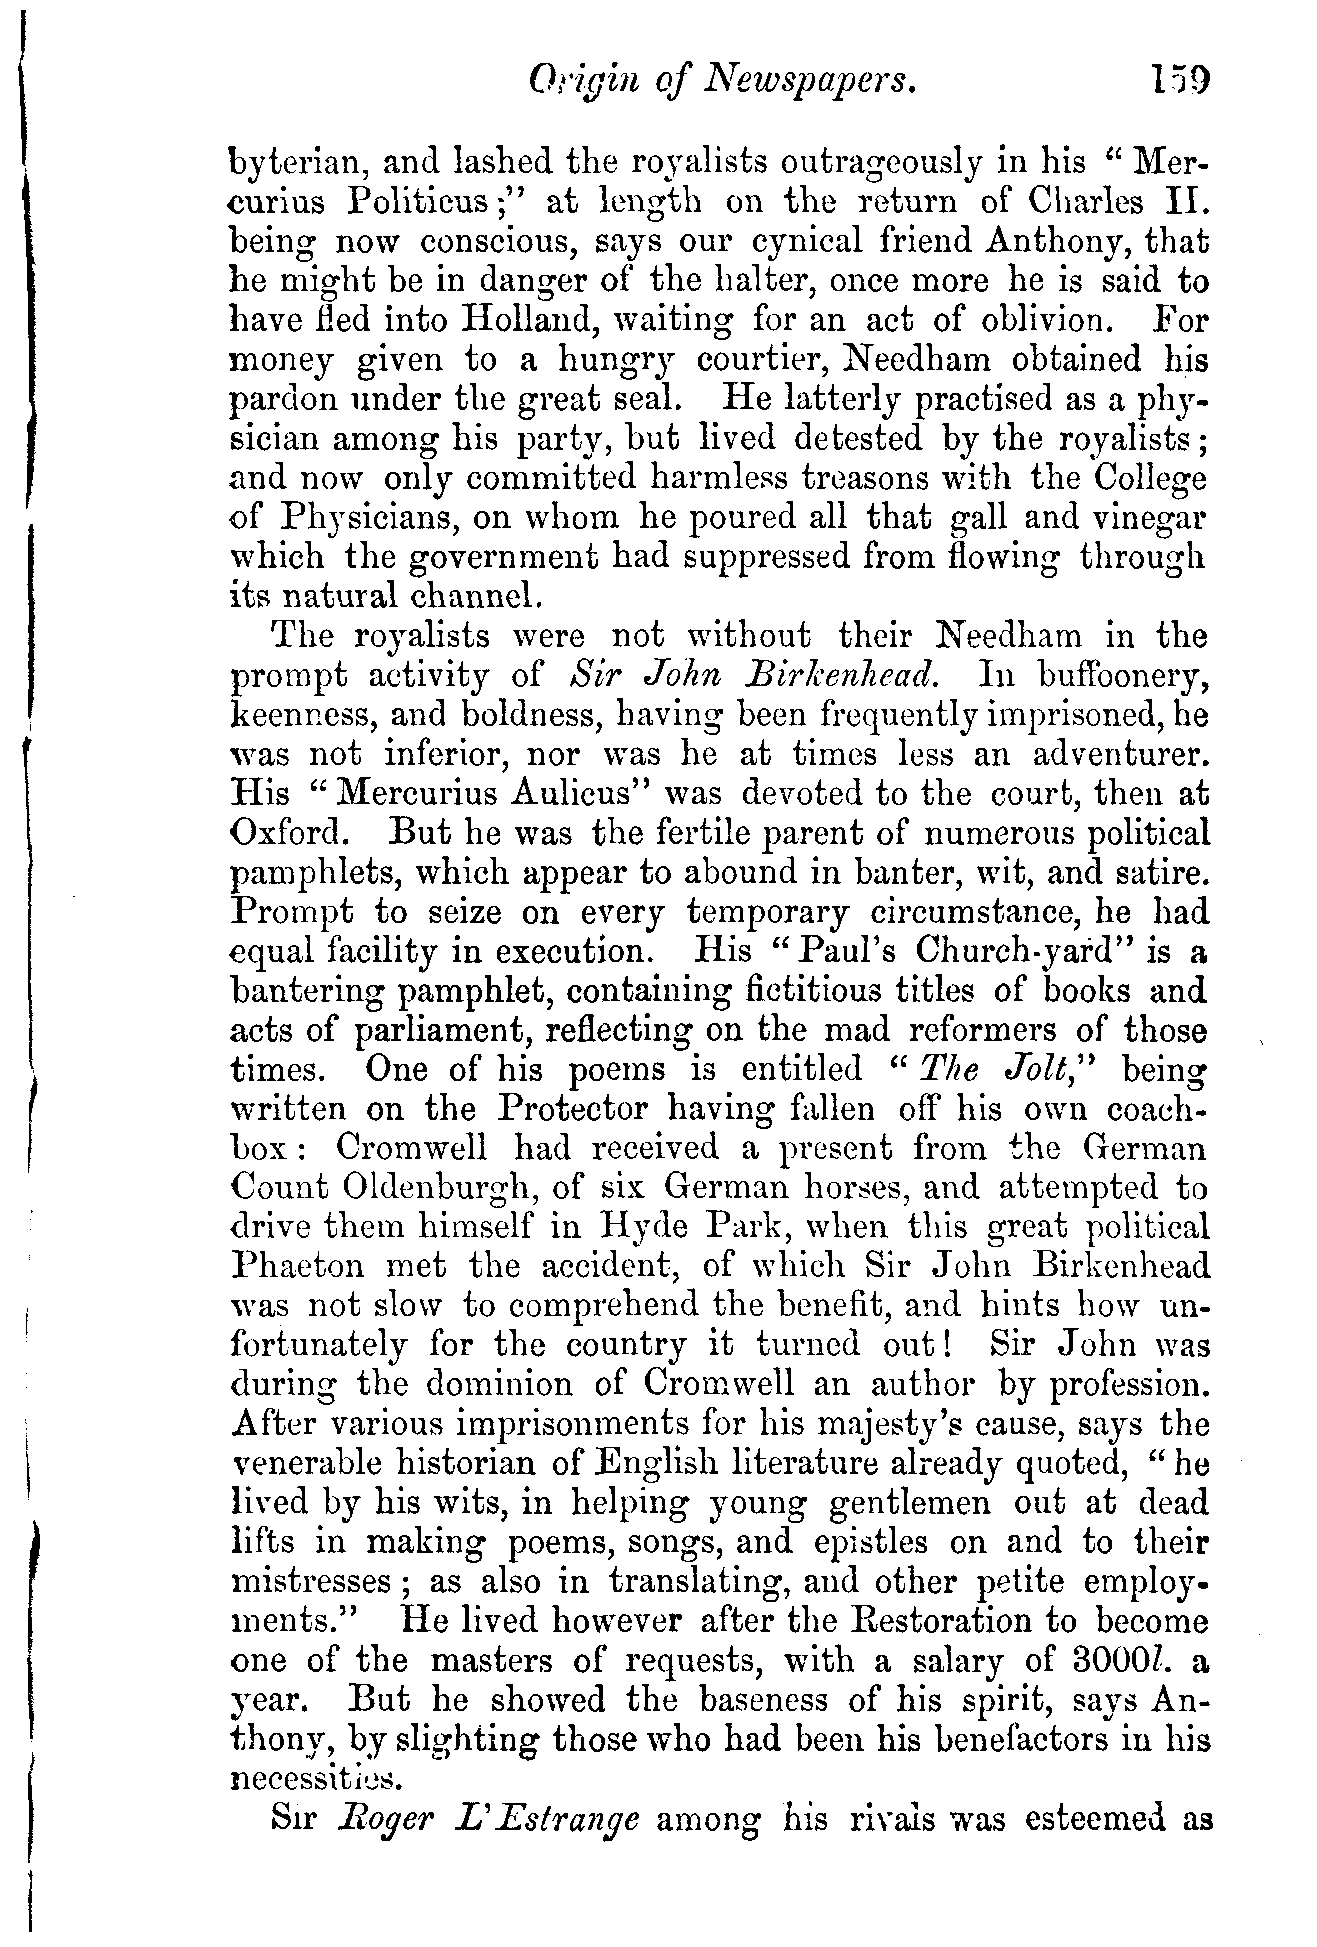 Origin of Newspapers. 159
byterian, and lashed the royalists outrageously in his “ Mer-
curius Politicus ;” at length on the return of Charles II.
being now conscious, says our cynical friend Anthony, that
he might be in danger of the halter, once more he is said to
have fled into Holland, waiting for an act of oblivion. For
money given to a hungry courtier, Needham obtained his
pardon under the great seal. He latterly practised as a phy-
sician among his party, but lived detested by the royalists ;
and now only committed harmless treasons with the College
of Physicians, on whom he poured all that gall and vinegar
which the government had suppressed from flowing through
its natural channel.
The royalists were not without their Needham in the
prompt activity of Sir John Birkenhead. In buffoonery,
keenness, and boldness, having been frequently imprisoned, he
was not inferior, nor was he at times less an adventurer.
His “ Mercurius Aulicus” was devoted to the court, then at
Oxford. But he was the fertile parent of numerous political
pamphlets, which appear to abound in banter, wit, and satire.
Prompt to seize on every temporary circumstance, he had
equal facility in execution. His “ Paul’s Church-yard” is a
bantering pamphlet, containing fictitious titles of books and
acts of parliament, reflecting on the mad reformers of those
times. One of his poems is entitled “ The Jolt,” being
written on the Protector having fallen off his own coach-
box : Cromwell had received a present from the German
Count Oldenburgh, of six German horses, and attempted to
drive them himself in Hyde Park, when this great political
Phaeton met the accident, of which Sir John Birkenhead
was not slow to comprehend the benefit, and hints how un-
fortunately for the country it turned out ! Sir John was
during the dominion of Cromwell an author by profession.
After various imprisonments for his majesty’s cause, says the
venerable historian of English literature already quoted, “ he
lived by his wits, in helping young gentlemen out at dead
lifts in making poems, songs, and epistles on and to their
mistresses ; as also in translating, and other petite employ-
ments.” He lived however after the Restoration to become
one of the masters of requests, with a salary of 3000l. a
year. But he showed the baseness of his spirit, says An-
thony, by slighting those who had been his benefactors in his
necessities.
Sir Roger L’Estrange among his rivals was esteemed as